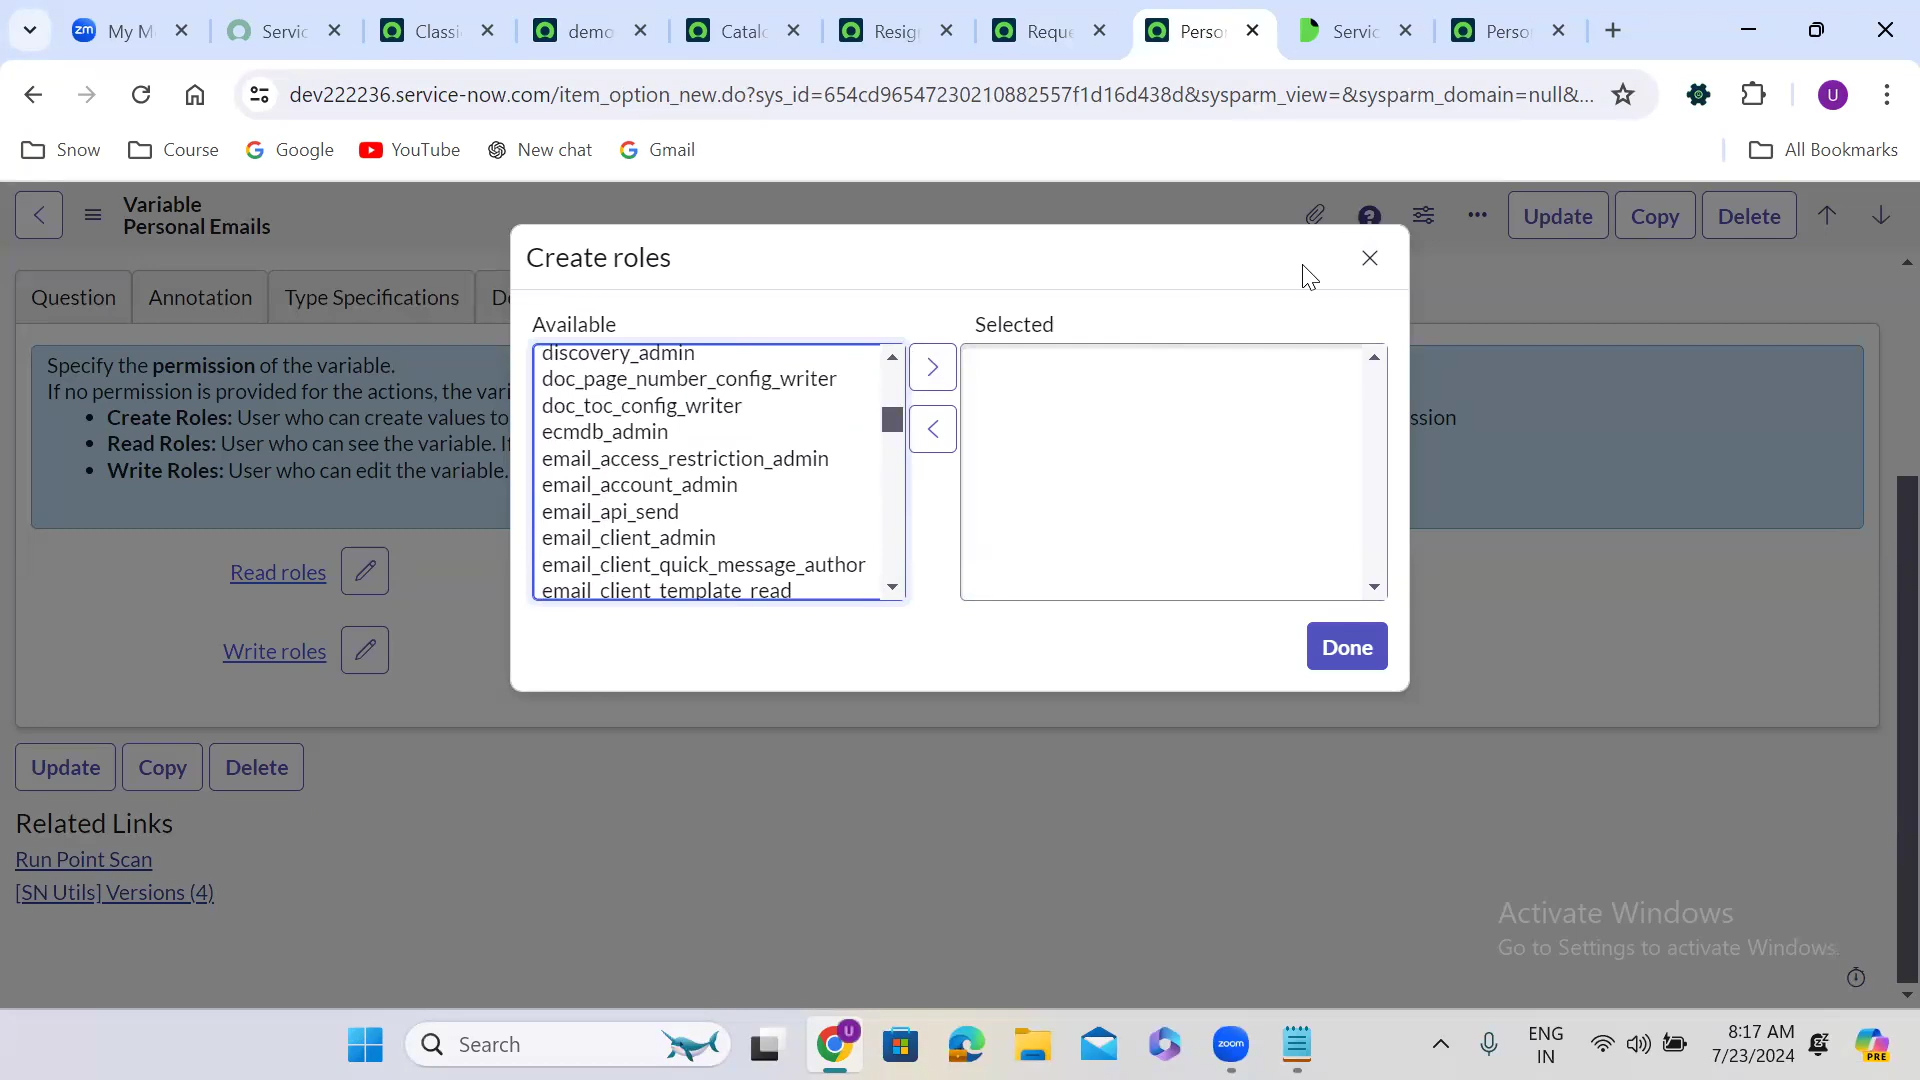 zm My M
Servic
Classi
demo
Catal
Resig
Reque
Perso
Servic
Perso
dev222236.service-now.com/item_option_new.do?sys_id=654cd96547230210882557f1d16d438d&sysparm_view=&sysparm_domain=null&...
U
Snow
Course
Google
YouTube
New chat
Gmail
All Bookmarks
Variable
Personal Emails
Update
Copy
Delete
Question
Annotation
Type Specifications
Specify the permission of the variable.
If no permission is provided for the actions, the vari
Create Roles: User who can create values to
ssion
Read Roles: User who can see the variable. I
Write Roles: User who can edit the variable.
Read roles
Write roles
Create roles
Available
Selected
discovery_admin
doc_page_number_config_writer
doc_toc_config_writer
ecmdb_admin
email_access_restriction_admin
email_account_admin
email_api_send
email_client_admin
email_client_quick_message_author
email_client_template_read
Done
Update
Copy
Delete
Related Links
Run Point Scan
[SN Utils] Versions (4)
Activate Windows
Go to Settings to activate Windows.
Search
U
zoom
ENG
IN
8:17 AM
7/23/2024
PRE